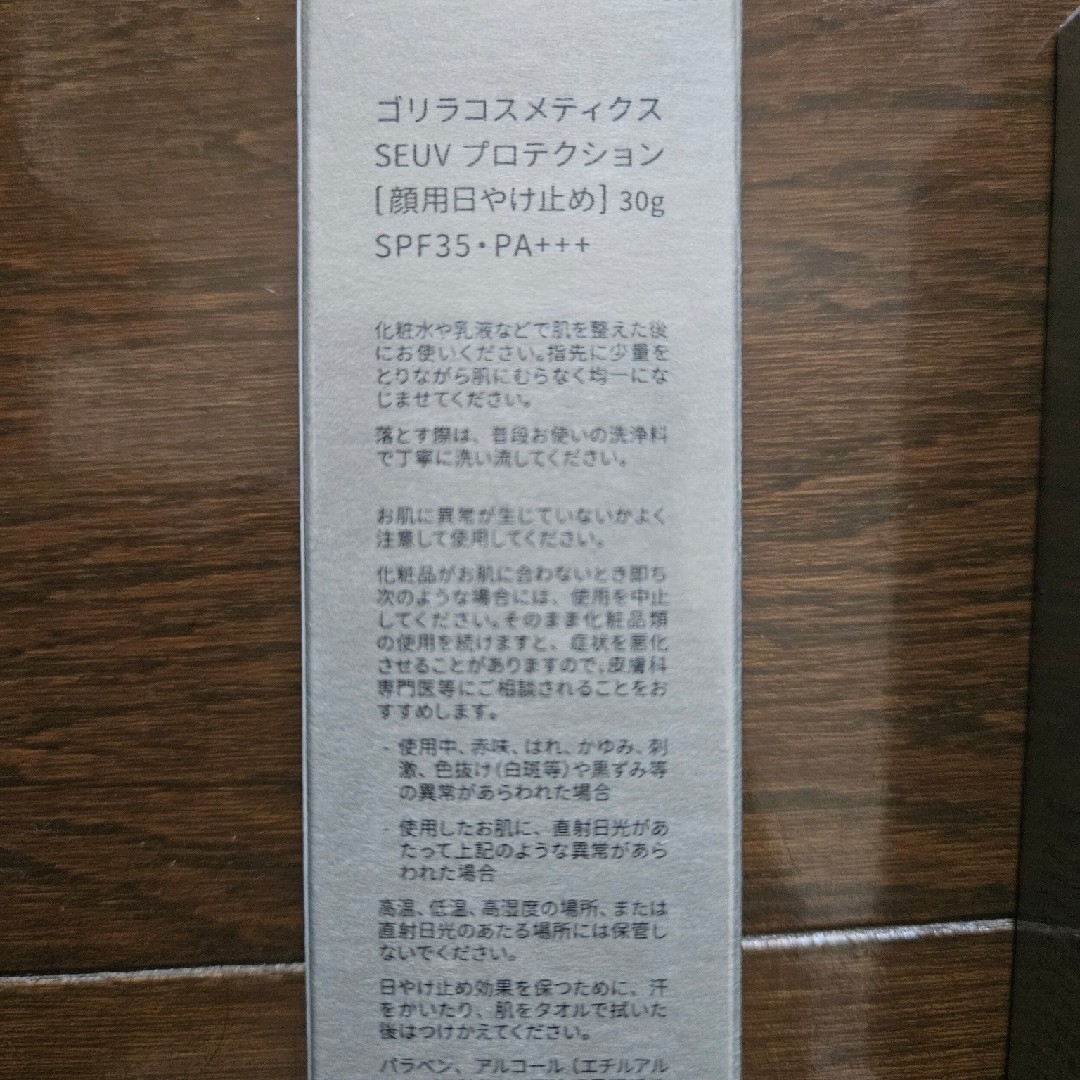 ゴリラコスメティクス
SEUV プロテクション
[顔用日やけ止め] 30g
SPF35・PA+++
化粧水や乳液などで肌を整えた後
にお使いください。指先に少量を
とりながら肌にむらなく均一にな
じませてください。
落とす際は、普段お使いの洗浄料
で丁寧に洗い流してください。
お肌に異常が生じていないかよく
注意して使用してください。
化粧品がお肌に合わないとき即ち
次のような場合には、使用を中止
してください。そのまま化粧品類
の使用を続けますと、症状を悪化
させることがありますので、皮膚科
専門医等にご相談されることをお
すすめします。
- 使用中、赤味、はれ、かゆみ、刺
激、色抜け(白斑等)や黒ずみ等
の異常があらわれた場合
- 使用したお肌に、直射日光があ
たって上記のような異常があら
われた場合
高温、低温、高湿度の場所、または
直射日光のあたる場所には保管し
ないでください。
日やけ止め効果を保つために、汗
をかいたり、肌をタオルで拭いた
後はつけかえてください。
パラベン、アルコール (エチルアル